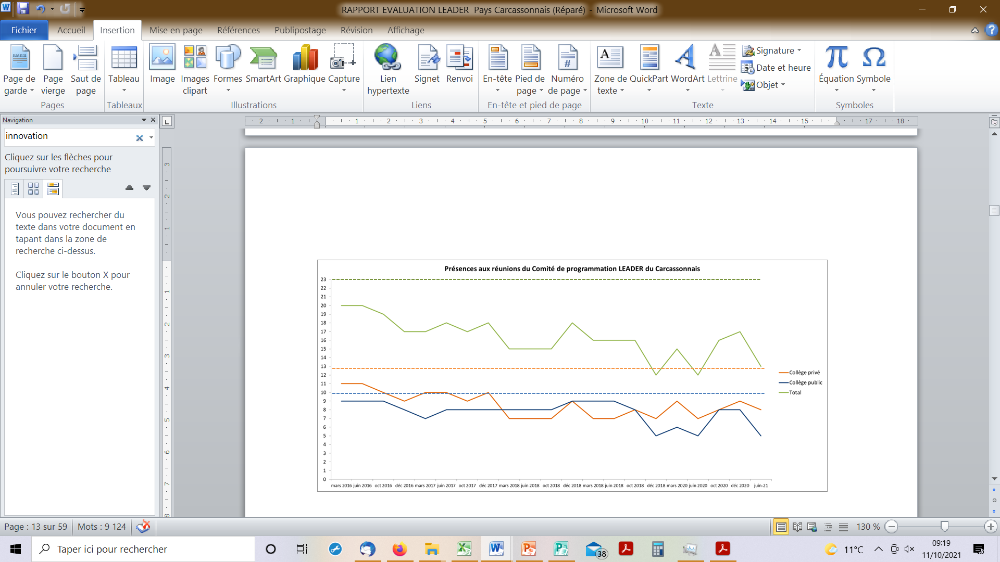 RAPPORT EVALUATION LEADER  Pays Carcassonnais (Réparé)  -  Microsoft Word
Fichier Accueil Insertion Mise en page Références Publipostage Révision Affichage
Page de garde
Page vierge
Saut de page
Tableau
Image
Images clipart
Formes
SmartArt
Graphique
Capture
Lien hypertexte
Signet
Renvoi
En-tête
Pied de page
Numéro de page
Zone de texte
QuickPart
WordArt
Lettrine
Signature
Date et heure
Objet
Équation
Symbole
Pages Tableaux Illustrations Liens En-tête et pied de page Texte Symboles
Navigation
innovation
Cliquez sur les flèches pour
poursuivre votre recherche
Vous pouvez rechercher du
texte dans votre document en
tapant dans la zone de
recherche ci-dessus.
Cliquez sur le bouton X pour
annuler votre recherche.
2 1 1 2 3 4 5 6 7 8 9 10 11 12 13 14 15 17 18
3
2
1
1
2
3
4
5
6
7
8
Présences aux réunions du Comité de programmation LEADER du Carcassonnais
23
22
21
20
19
18
17
16
15
14
13
12
11
10
9
8
7
6
5
4
3
2
1
0
mars 2016 juin 2016 oct 2016 déc 2016 mars 2017 juin 2017 oct 2017 déc 2017 mars 2018 juin 2018 oct 2018 déc 2018 mars 2018 juin 2018 oct 2018 déc 2018 mars 2020 juin 2020 oct 2020 déc 2020 juin-21
Collège privé
Collège public
Total
Page : 13 sur 59 Mots : 9 124 130 %
Taper ici pour rechercher
38
11°C
09:19
11/10/2021